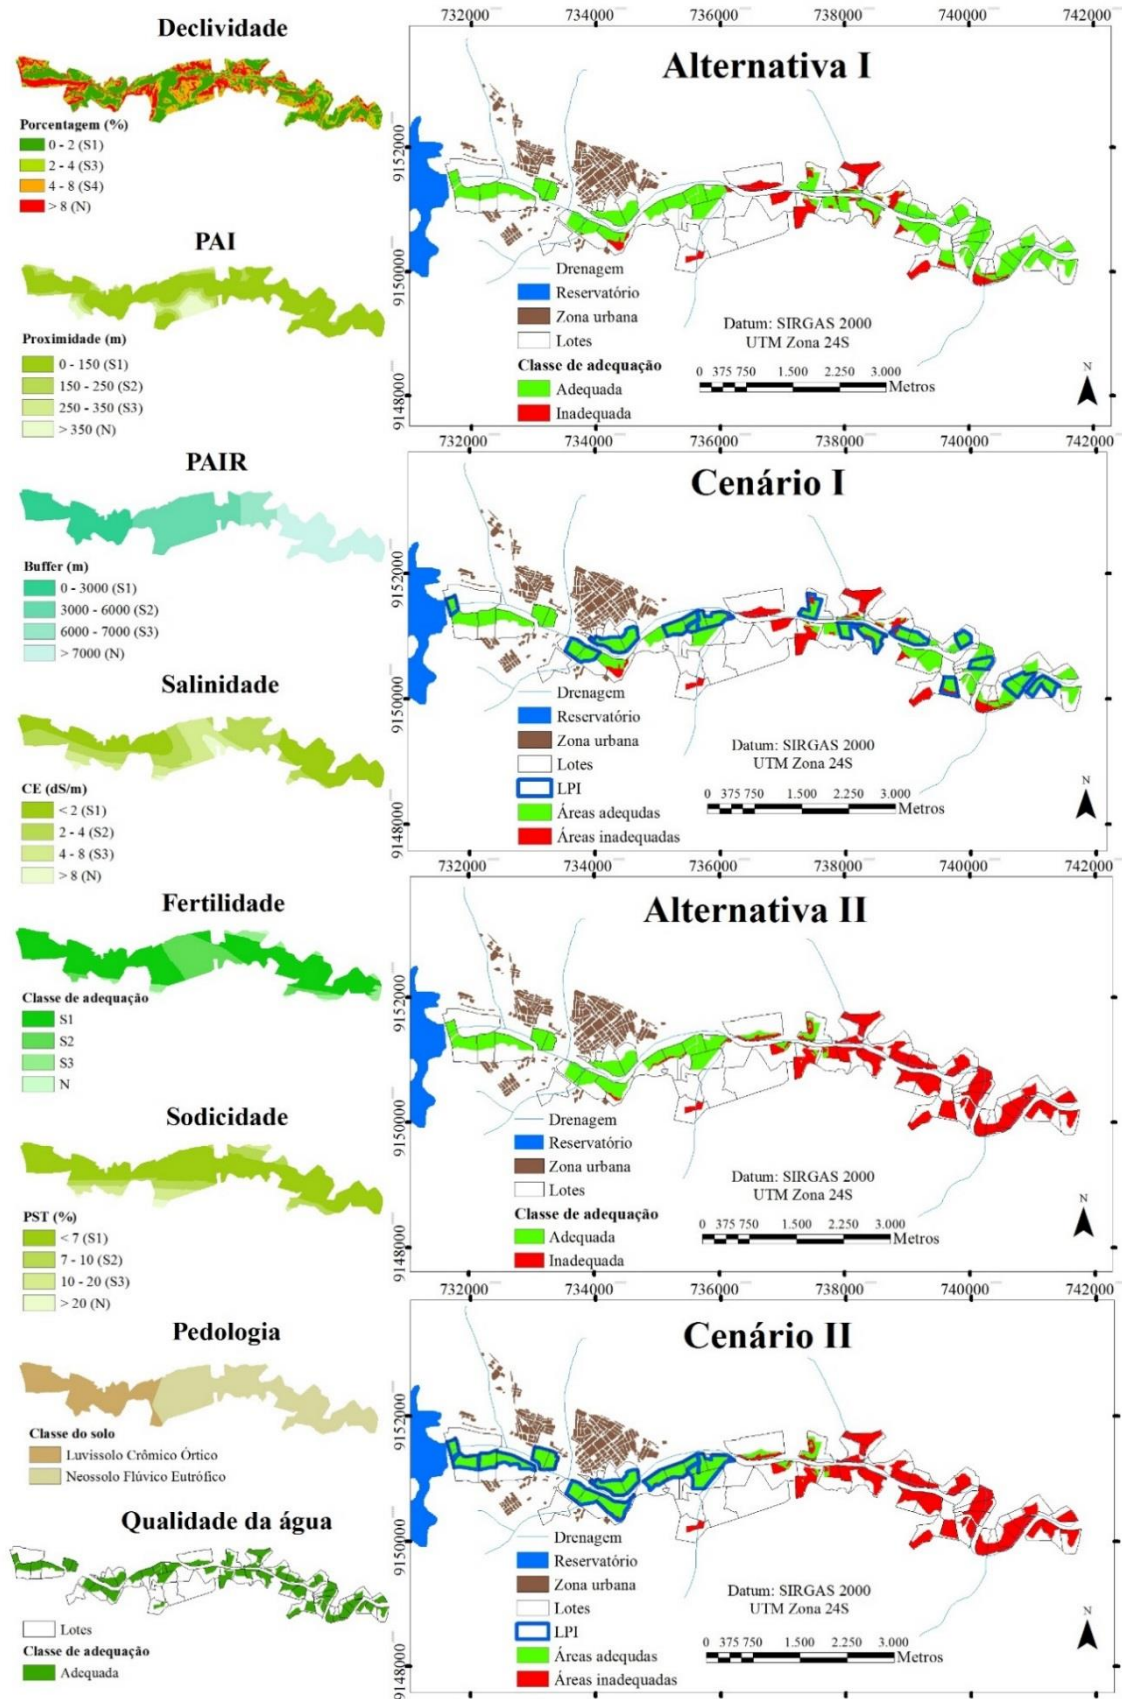 Declividade
Porcentagem (%)
0 - 2 (S1)
2 - 4 (S3)
4 - 8 (S4)
> 8 (N)
PAI
Proximidade (m)
0 - 150 (S1)
150 - 250 (S2)
250 - 350 (S3)
> 350 (N)
PAIR
Buffer (m)
0 - 3000 (S1)
3000 - 6000 (S2)
6000 - 7000 (S3)
> 7000 (N)
Salinidade
CE (dS/m)
< 2 (S1)
2 - 4 (S2)
4 - 8 (S3)
> 8 (N)
Fertilidade
Classe de adequação
S1
S2
S3
N
Sodicidade
PST (%)
< 7 (S1)
7 - 10 (S2)
10 - 20 (S3)
> 20 (N)
Pedologia
Classe do solo
Luvissolo Crômico Órtico
Neossolo Flúvico Eutrófico
Qualidade da água
Lotes
Classe de adequação
Adequada
732000 734000 736000 738000 740000 742000
Alternativa I
9152000
9150000
9148000
Drenagem
Reservatório
Zona urbana
Lotes
Classe de adequação
Adequada
Inadequada
Datum: SIRGAS 2000
UTM Zona 24S
0 375 750 1.500 2.250 3.000
Metros
N
732000 734000 736000 738000 740000 742000
Cenário I
9152000
9150000
9148000
Drenagem
Reservatório
Zona urbana
Lotes
LPI
Áreas adequdas
Áreas inadequadas
Datum: SIRGAS 2000
UTM Zona 24S
0 375 750 1.500 2.250 3.000
Metros
N
732000 734000 736000 738000 740000 742000
Alternativa II
9152000
9150000
9148000
Drenagem
Reservatório
Zona urbana
Lotes
Classe de adequação
Adequada
Inadequada
Datum: SIRGAS 2000
UTM Zona 24S
0 375 750 1.500 2.250 3.000
Metros
N
732000 734000 736000 738000 740000 742000
Cenário II
9152000
9150000
9148000
Drenagem
Reservatório
Zona urbana
Lotes
LPI
Áreas adequdas
Áreas inadequadas
Datum: SIRGAS 2000
UTM Zona 24S
0 375 750 1.500 2.250 3.000
Metros
N